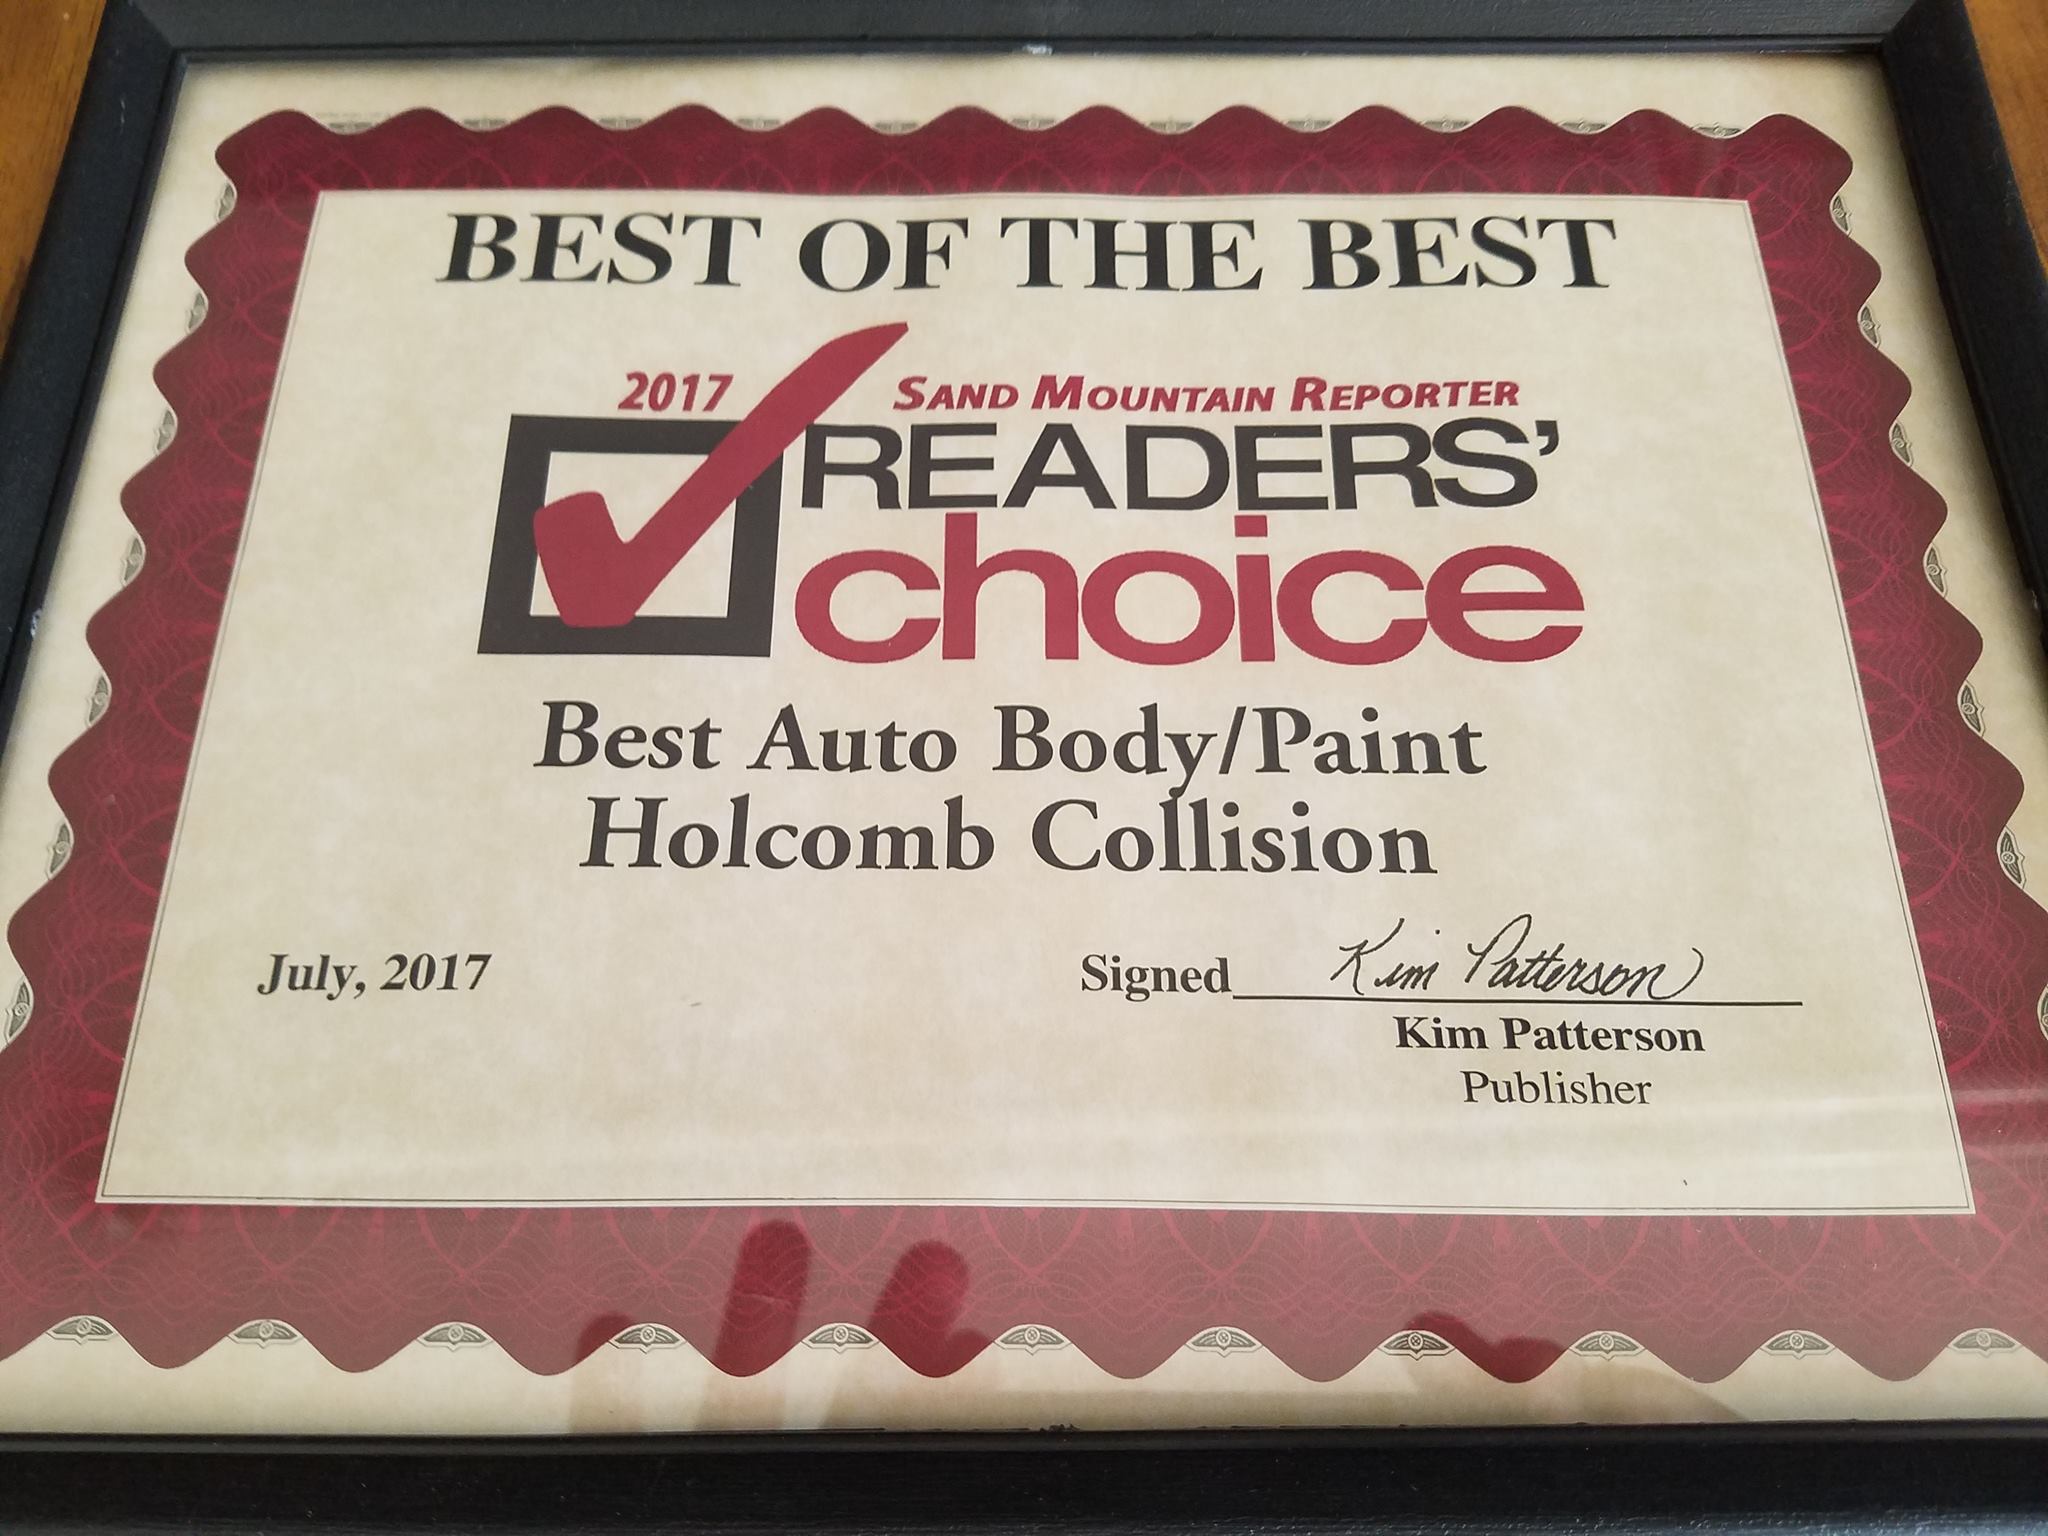 BEST OF THE BEST
2017 SAND MOUNTAIN REPORTER
READERS'
choice
Best Auto Body/Paint
Holcomb Collision
July, 2017
Signed Kim Patterson
Kim Patterson
Publisher